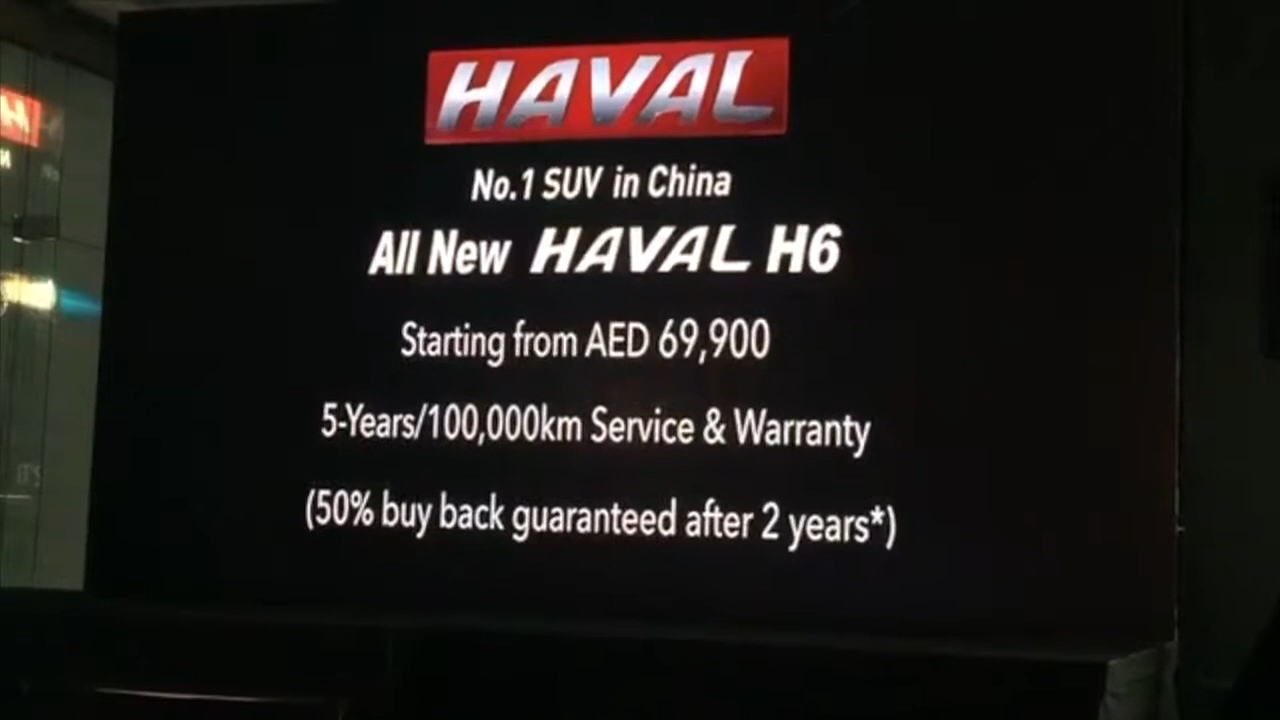 HAVAL
No.1 SUV in China
All New HAVAL H6
Starting from AED 69,900
5-Years/100,000km Service & Warranty
(50% buy back guaranteed after 2 years*)